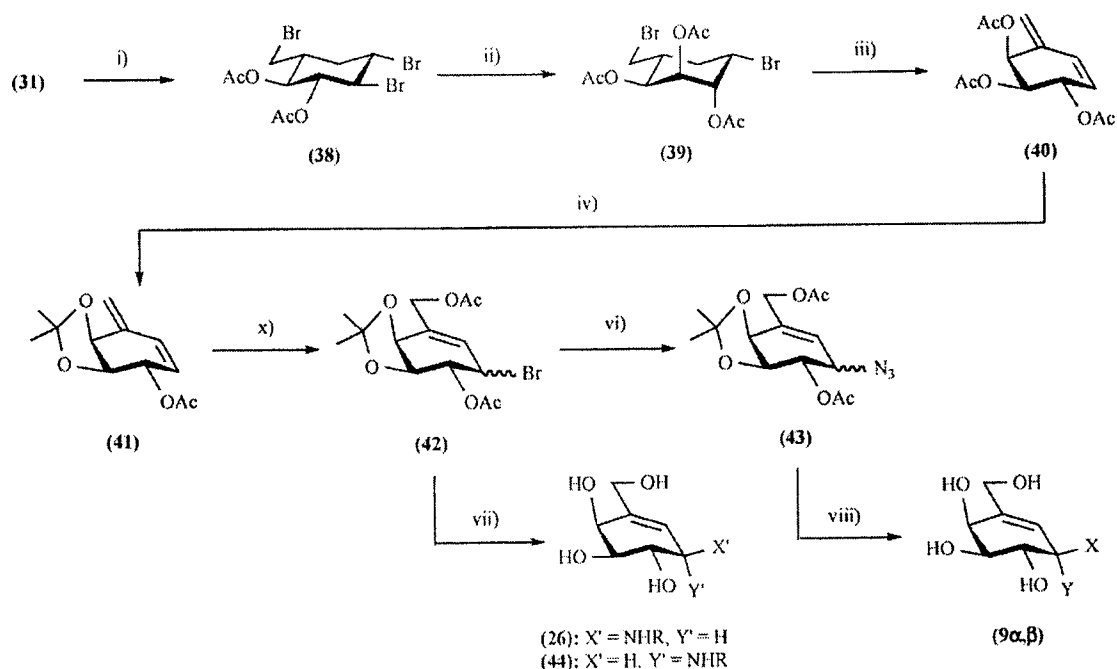 (31)
i)
Br
Br
Br
AcO
AcO
(38)
ii)
Br
OAc
Br
AcO
OAc
(39)
iii)
AcO
AcO
OAc
(40)
iv)
O
O
OAc
(41)
x)
OAc
O
O
Br
OAc
(42)
vi)
OAc
O
O
N3
OAc
(43)
vii)
HO OH
HO
HO
X'
Y'
(26): X' = NHR, Y' = H
(44): X' = H, Y' = NHR
viii)
HO OH
HO
HO
X
Y
(9α,β)